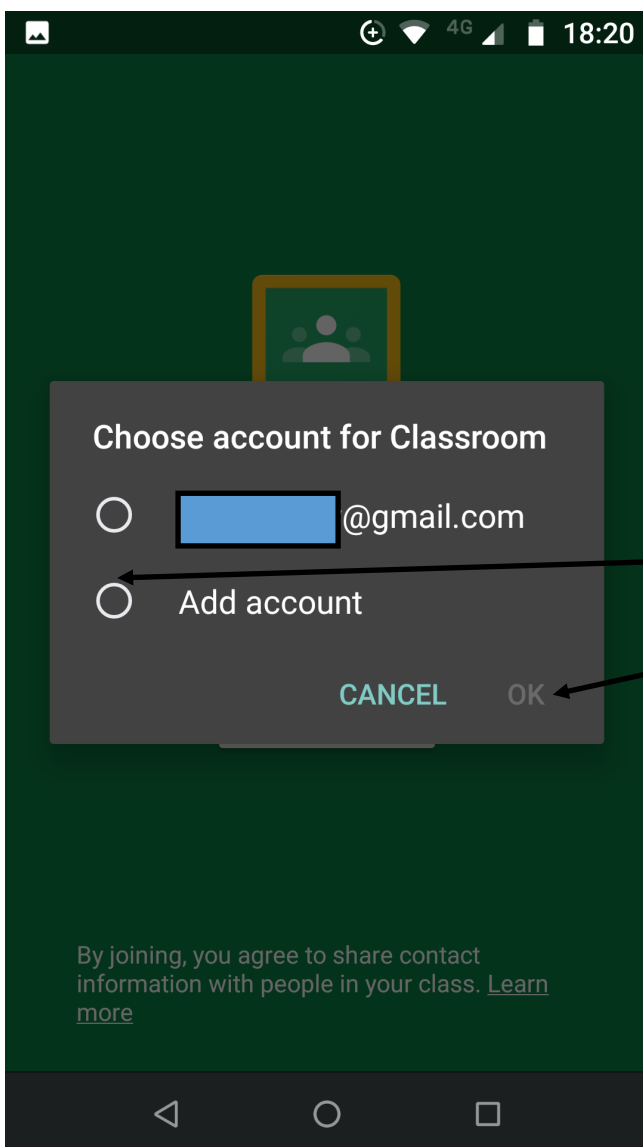 4G 18:20
Choose account for Classroom
@gmail.com
Add account
CANCEL OK
By joining, you agree to share contact
information with people in your class. Learn
more